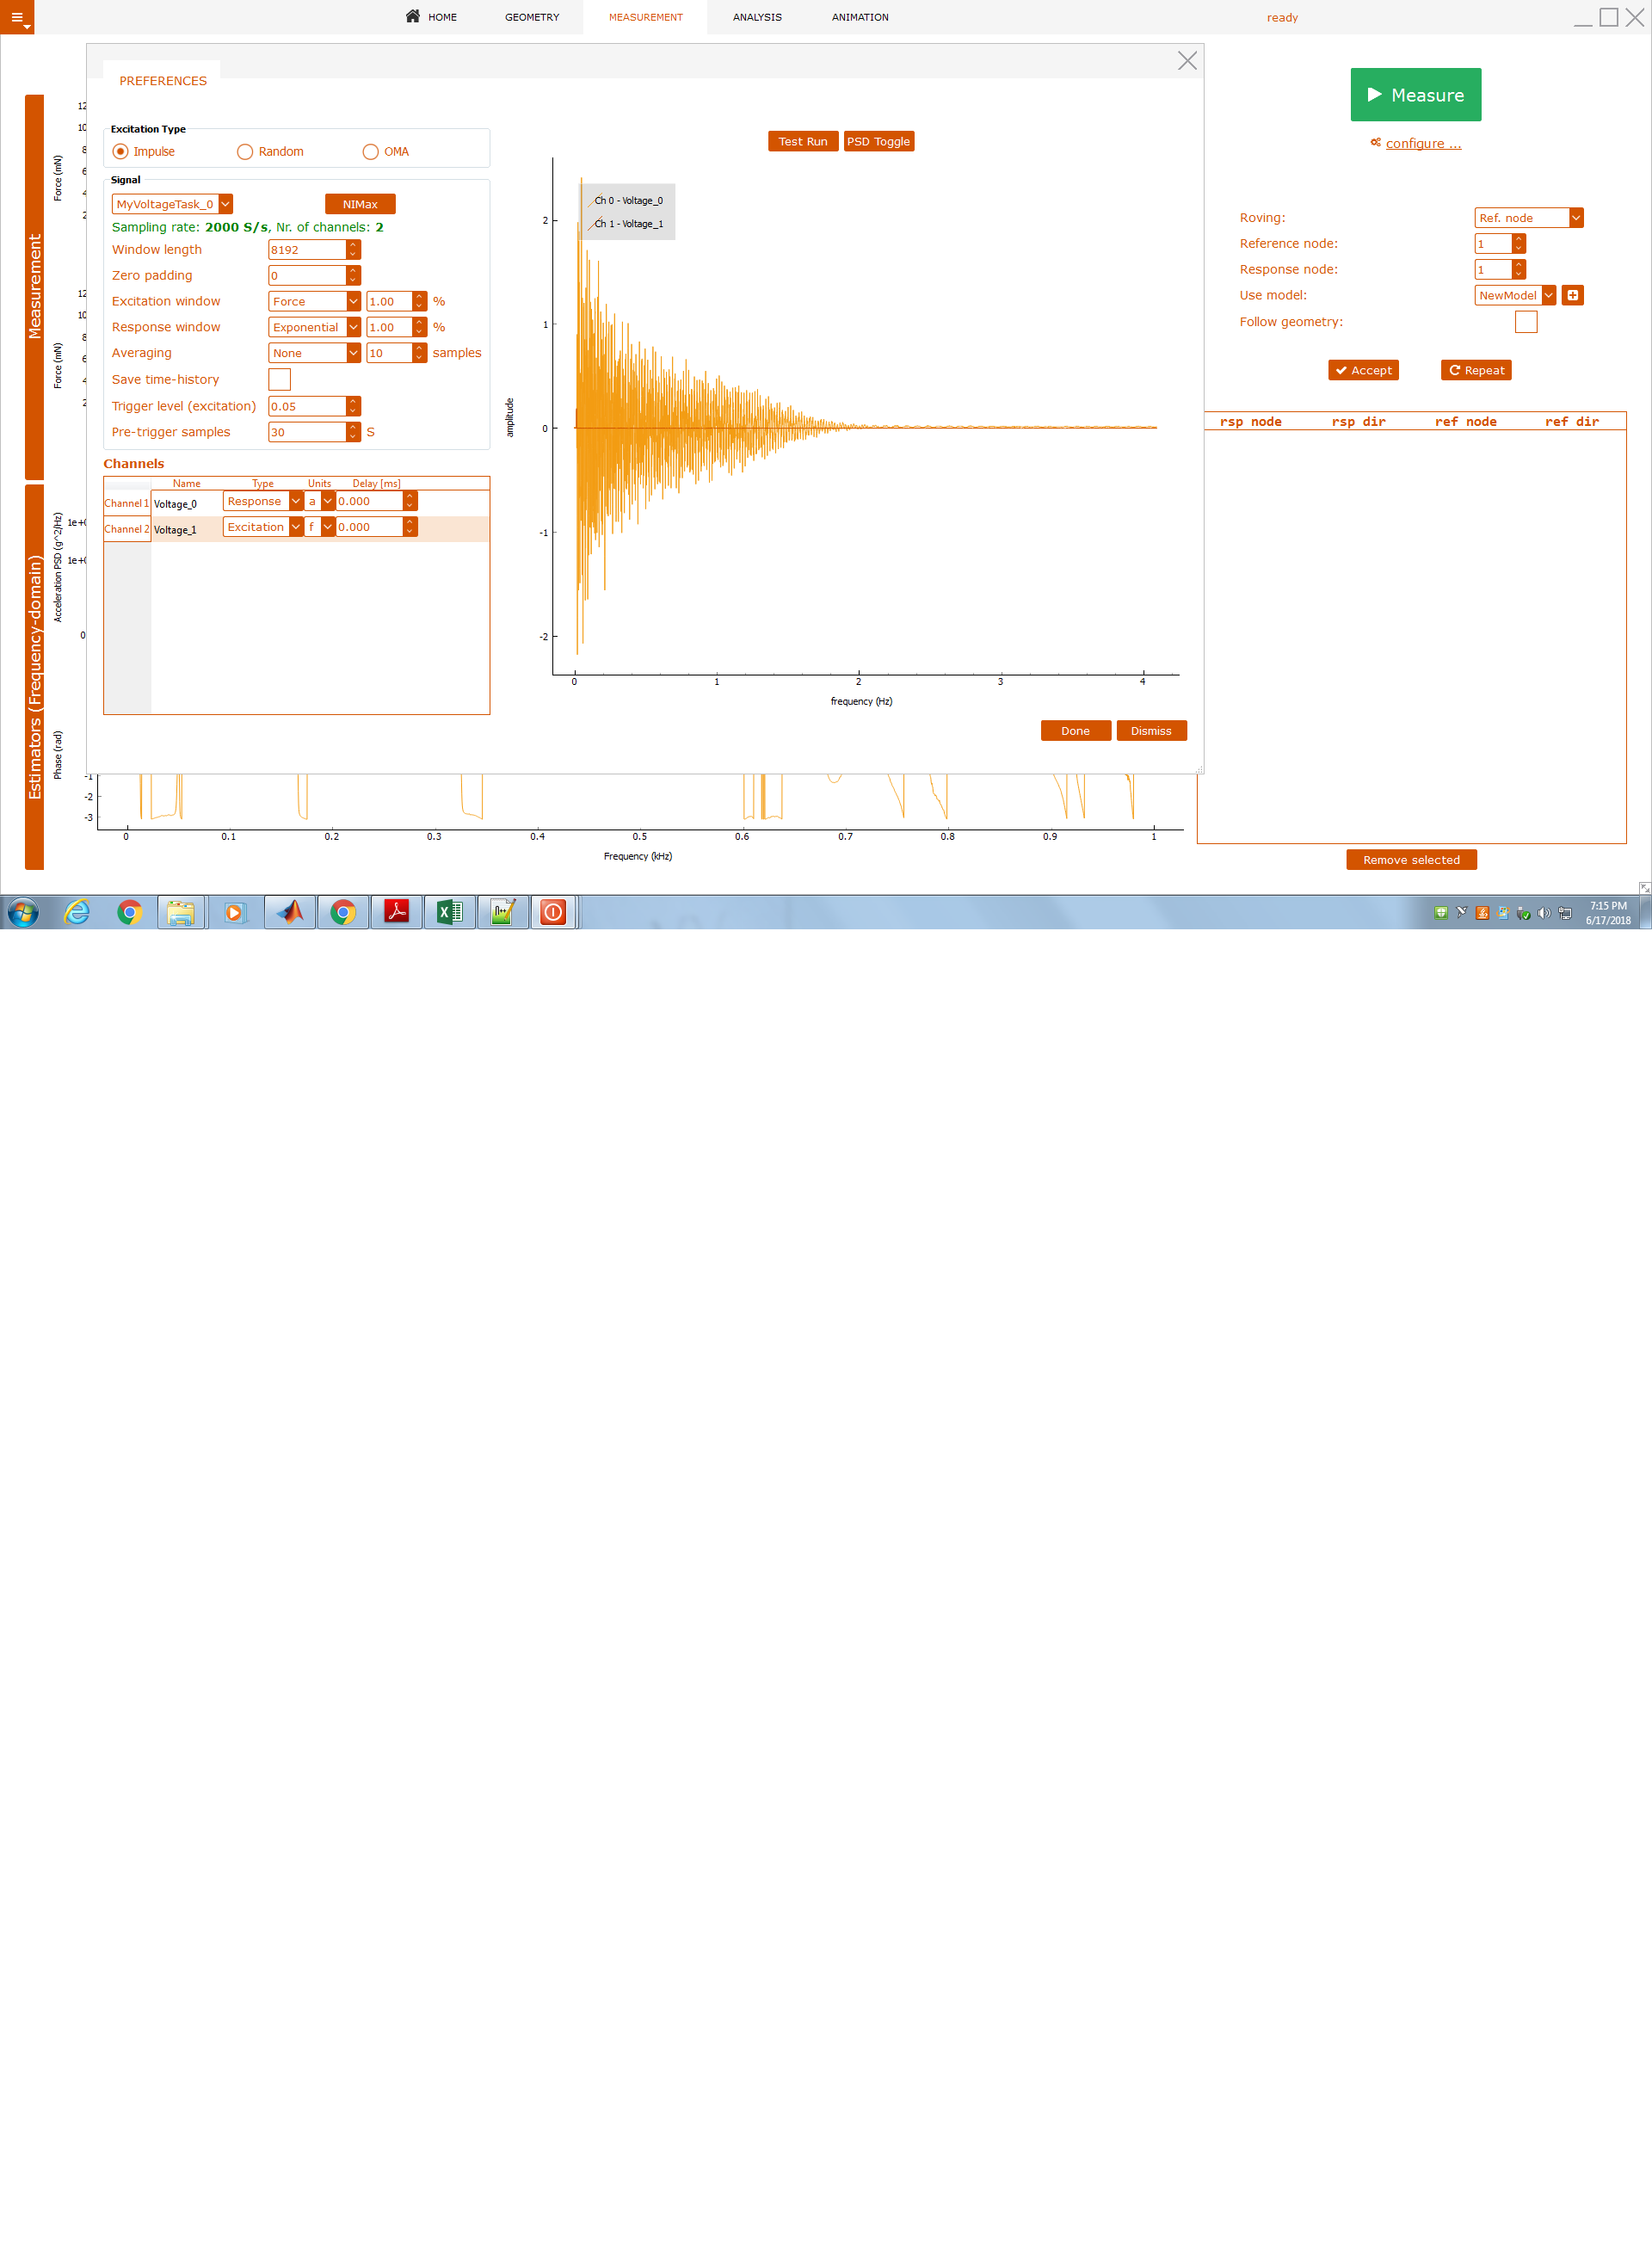 HOME GEOMETRY MEASUREMENT ANALYSIS ANIMATION ready
PREFERENCES
Excitation Type
Impulse Random OMA
Signal
MyVoltageTask_0 NIMax
Sampling rate: 2000 S/s, Nr. of channels: 2
Window length 8192
Zero padding 0
Excitation window Force 1.00 %
Response window Exponential 1.00 %
Averaging None 10 samples
Save time-history
Trigger level (excitation) 0.05
Pre-trigger samples 30 S
Channels
Name Type Units Delay [ms]
Channel 1 Voltage_0 Response a 0.000
Channel 2 Voltage_1 Excitation f 0.000
Test Run PSD Toggle
Ch 0 - Voltage_0
Ch 1 - Voltage_1
2
1
0
-1
-2
amplitude
0 1 2 3 4
frequency (Hz)
Done Dismiss
Measurement
Estimators (Frequency-domain)
12
10
8
6
4
2
Force (mN)
12
10
8
6
4
2
Force (mN)
1e+0
1e+0
0
Acceleration PSD (g^2/Hz)
Phase (rad)
-1
-2
-3
0 0.1 0.2 0.3 0.4 0.5 0.6 0.7 0.8 0.9 1
Frequency (kHz)
Measure
configure ...
Roving: Ref. node
Reference node: 1
Response node: 1
Use model: NewModel
Follow geometry:
Accept Repeat
rsp node rsp dir ref node ref dir
Remove selected
7:15 PM
6/17/2018